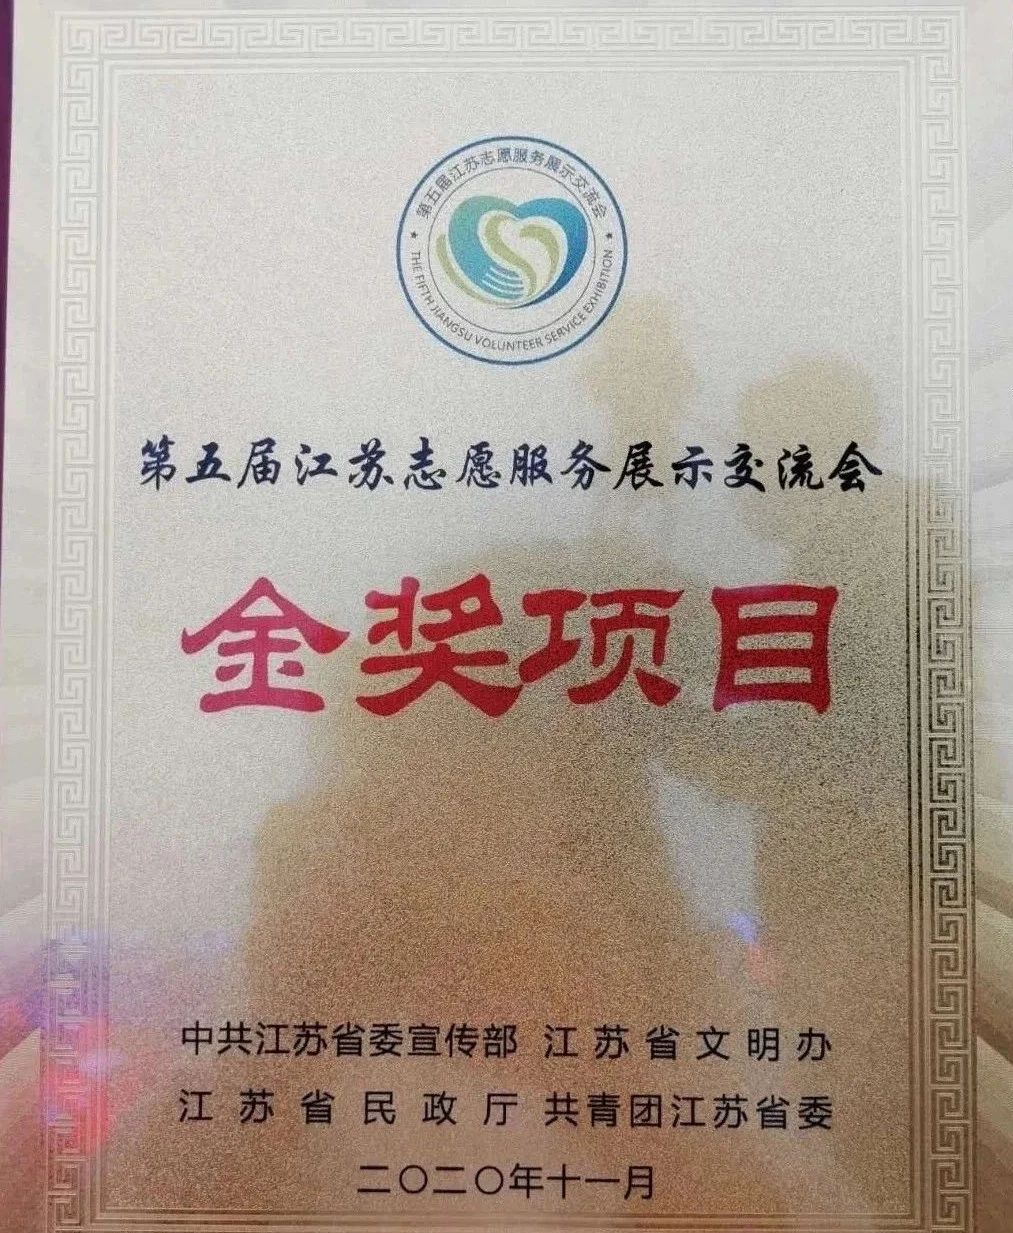 第五届江苏志愿服务展示交流会
THE FIFTH JIANGSU VOLUNTEER SERVICE EXHIBITION
第五届江苏志愿服务展示交流会
金奖项目
中共江苏省委宣传部 江苏省文明办
江苏省民政厅 共青团江苏省委
二〇二〇年十一月